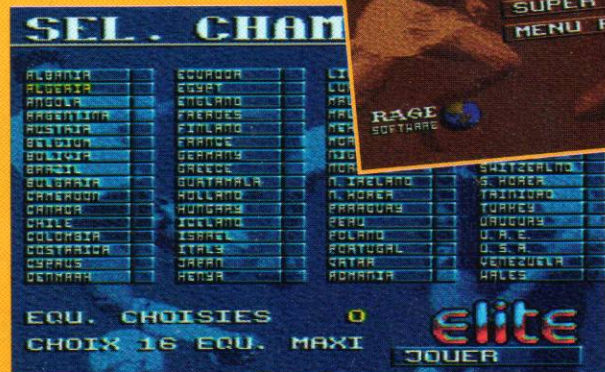 SEL. CHAM
SUPER
MENU
RAGE
SOFTWARE
ALBANIA
ALGERIA
ANGOLA
ARGENTINA
AUSTRIA
BELGIUM
BOLIVIA
BRAZIL
BULGARIA
CAMEROON
CANADA
CHILE
COLOMBIA
COSTARICA
CYPRUS
DENMARK
ECUADOR
EGYPT
ENGLAND
FAEROES
FINLAND
FRANCE
GERMANY
GREECE
GUATAMALA
HOLLAND
HUNGARY
ICELAND
ISRAEL
ITALY
JAPAN
KENYA
N. IRELAND
N. KOREA
PARAGUAY
PERU
POLAND
PORTUGAL
QATAR
ROMANIA
SWITZERLND
S. KOREA
TRINIDAD
TURKEY
URUGUAY
U.A.E.
U.S.A.
VENEZUELA
WALES
EQU. CHOISIES 0
CHOIX 16 EQU. MAXI
elite
JOUER